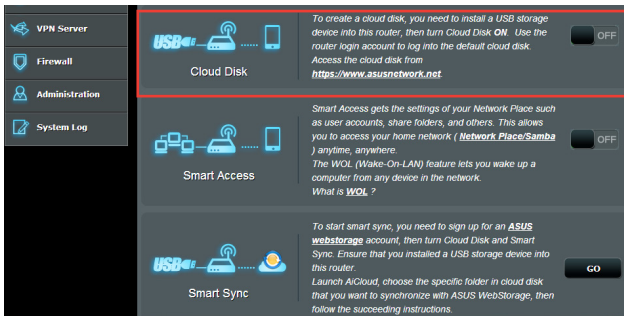 VPN Server
Firewall
Administration
System Log
USB
Cloud Disk
To create a cloud disk, you need to install a USB storage
device into this router, then turn Cloud Disk ON. Use the
router login account to log into the default cloud disk.
Access the cloud disk from
https://www.asusnetwork.net.
OFF
Smart Access
Smart Access gets the settings of your Network Place such
as user accounts, share folders, and others. This allows
you to access your home network ( Network Place/Samba
) anytime, anywhere.
The WOL (Wake-On-LAN) feature lets you wake up a
computer from any device in the network.
What is WOL ?
OFF
USB
Smart Sync
To start smart sync, you need to sign up for an ASUS
webstorage account, then turn Cloud Disk and Smart
Sync. Ensure that you installed a USB storage device into
this router.
Launch AiCloud, choose the specific folder in cloud disk
that you want to synchronize with ASUS WebStorage, then
follow the succeeding instructions.
GO